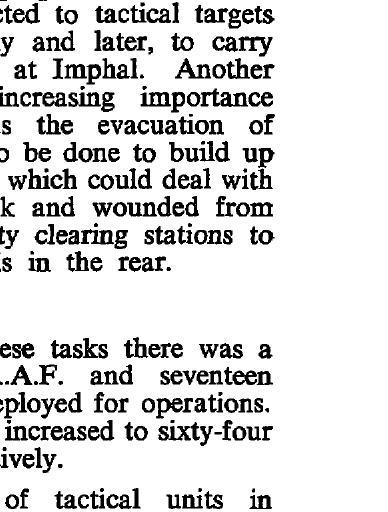 cted to tactical targets
y and later, to carry
at Imphal. Another
increasing importance
s the evacuation of
o be done to build up
which could deal with
k and wounded from
ty clearing stations to
ls in the rear.
ese tasks there was a
.A.F. and seventeen
eployed for operations.
increased to sixty-four
ively.
of tactical units in